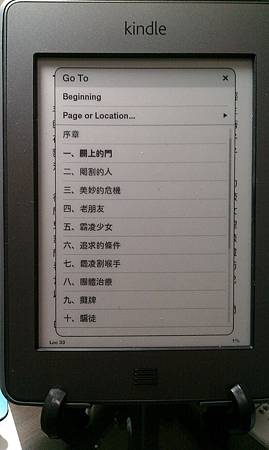 kindle
Go To ×
Beginning
Page or Location...
序章
一、關上的門
二、閹割的人
三、美妙的危機
四、老朋友
五、霸凌少女
六、追求的條件
七、霸凌割喉手
八、團體治療
九、攤牌
十、騙徒
Loc 33 1%